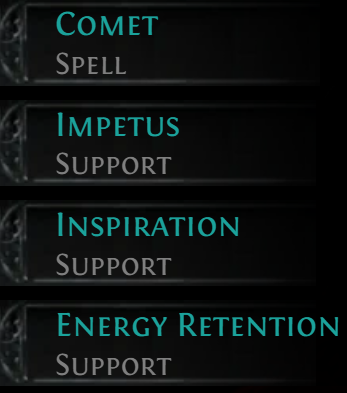 Comet
Spell
Impetus
Support
Inspiration
Support
Energy Retention
Support